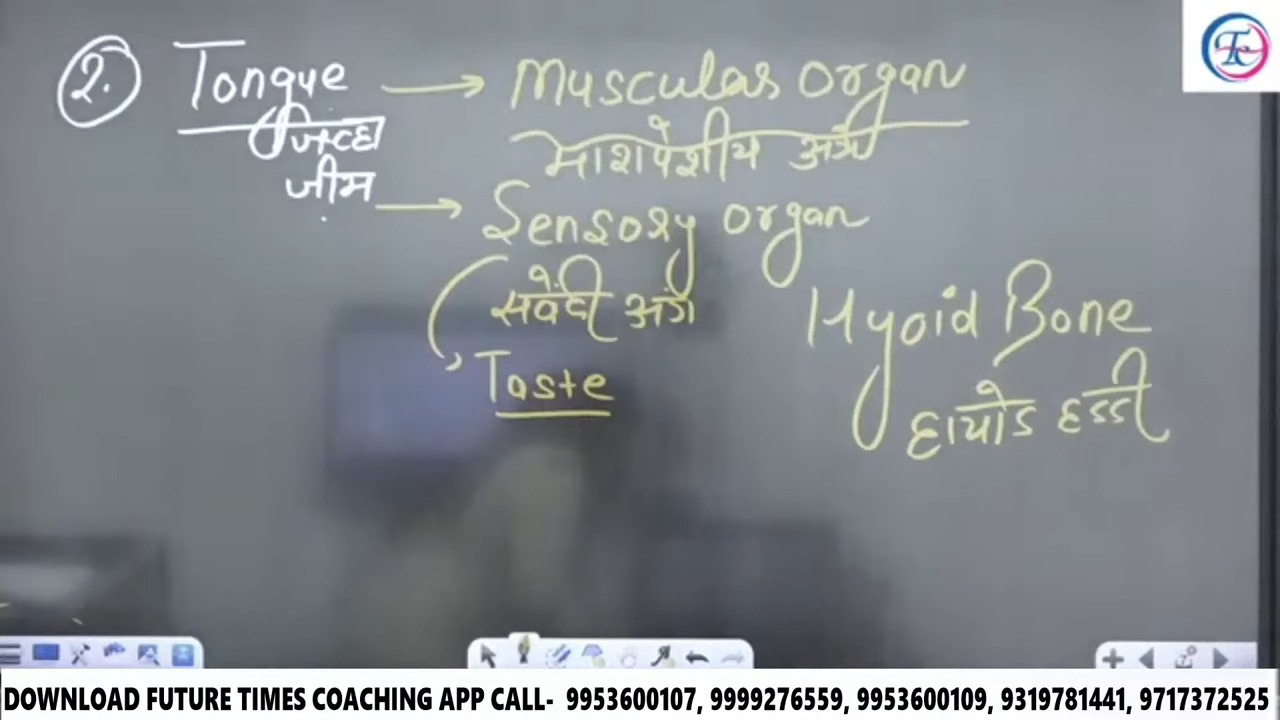 2. Tongue → Muscular Organ
जिव्हा माशपेशीय अंग
जीभ → Sensory Organ
संवेदी अंग
Hyoid Bone
Taste
हायोड हड्डी
DOWNLOAD FUTURE TIMES COACHING APP CALL- 9953600107, 9999276559, 9953600109, 9319781441, 9717372525